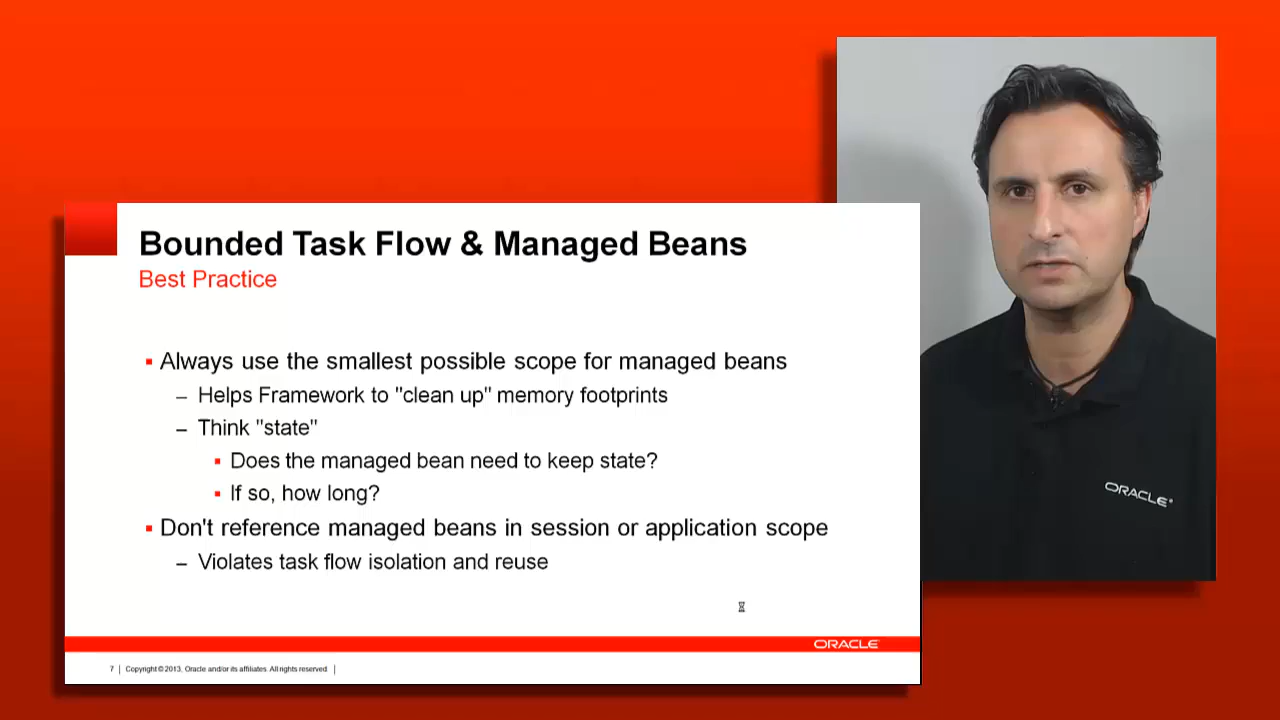 Bounded Task Flow & Managed Beans
Best Practice
▪ Always use the smallest possible scope for managed beans
– Helps Framework to "clean up" memory footprints
– Think "state"
▪ Does the managed bean need to keep state?
▪ If so, how long?
▪ Don't reference managed beans in session or application scope
– Violates task flow isolation and reuse
ORACLE
7 | Copyright © 2013, Oracle and/or its affiliates. All rights reserved. |
ORACLE